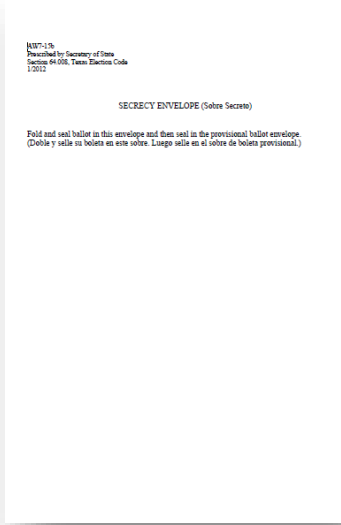 AW7-15b
Prescribed by Secretary of State
Section 64.008, Texas Election Code
1/2012
SECRECY ENVELOPE (Sobre Secreto)
Fold and seal ballot in this envelope and then seal in the provisional ballot envelope.
(Doble y selle su boleta en este sobre. Luego selle en el sobre de boleta provisional.)